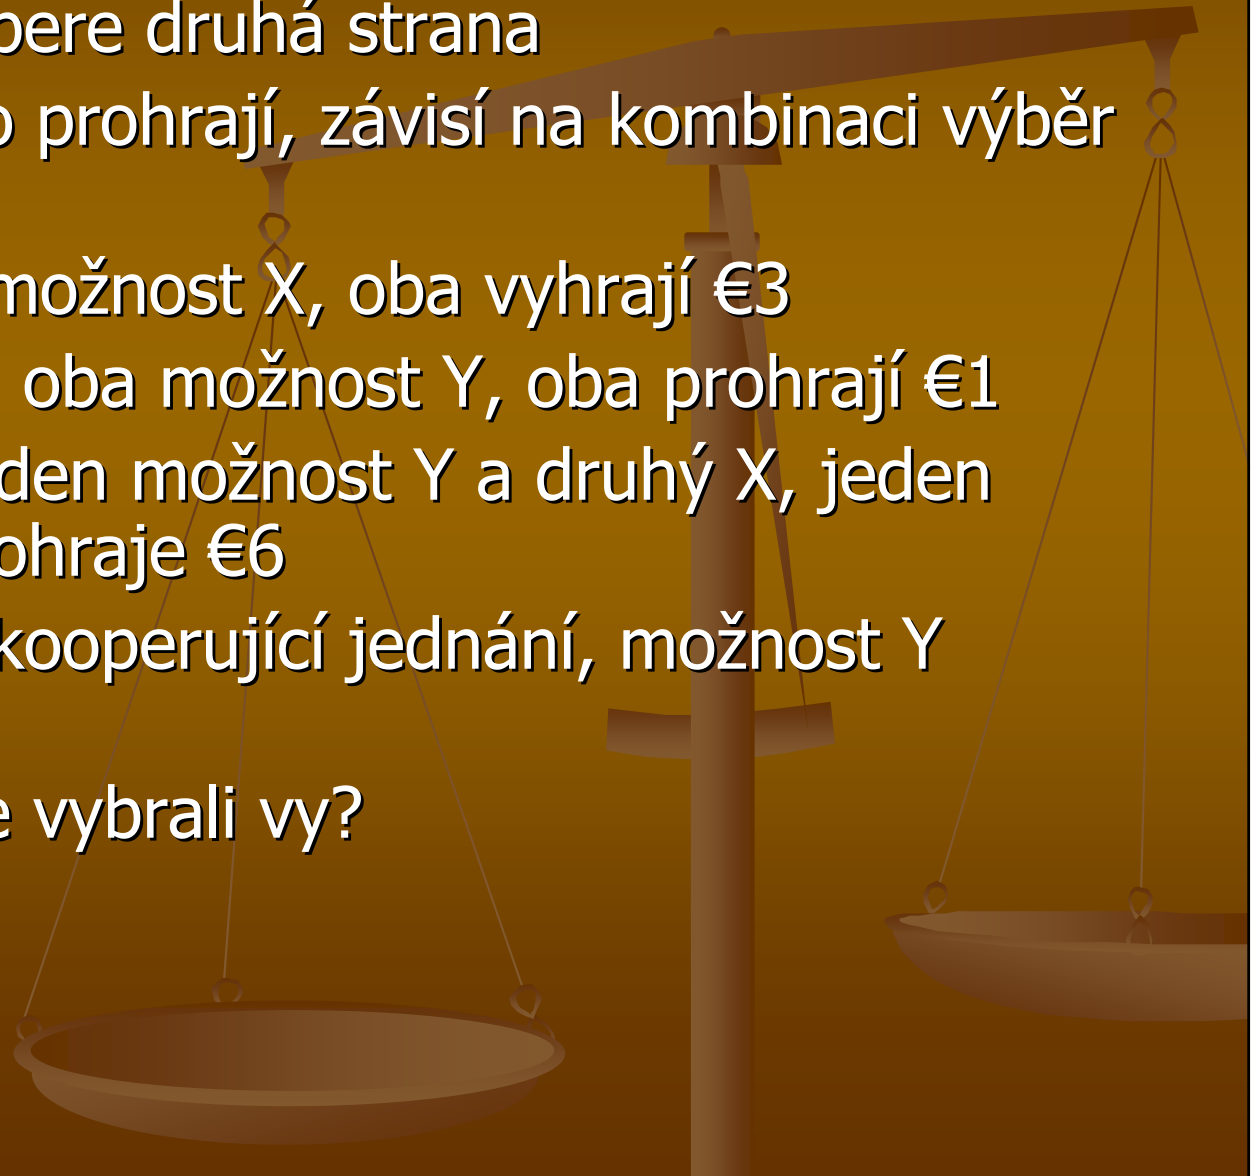 bere druhá strana
prohrají, závisí na kombinaci výběr
možnost X, oba vyhrají €3
oba možnost Y, oba prohrají €1
den možnost Y a druhý X, jeden
ohraje €6
kooperující jednání, možnost Y
vybrali vy?